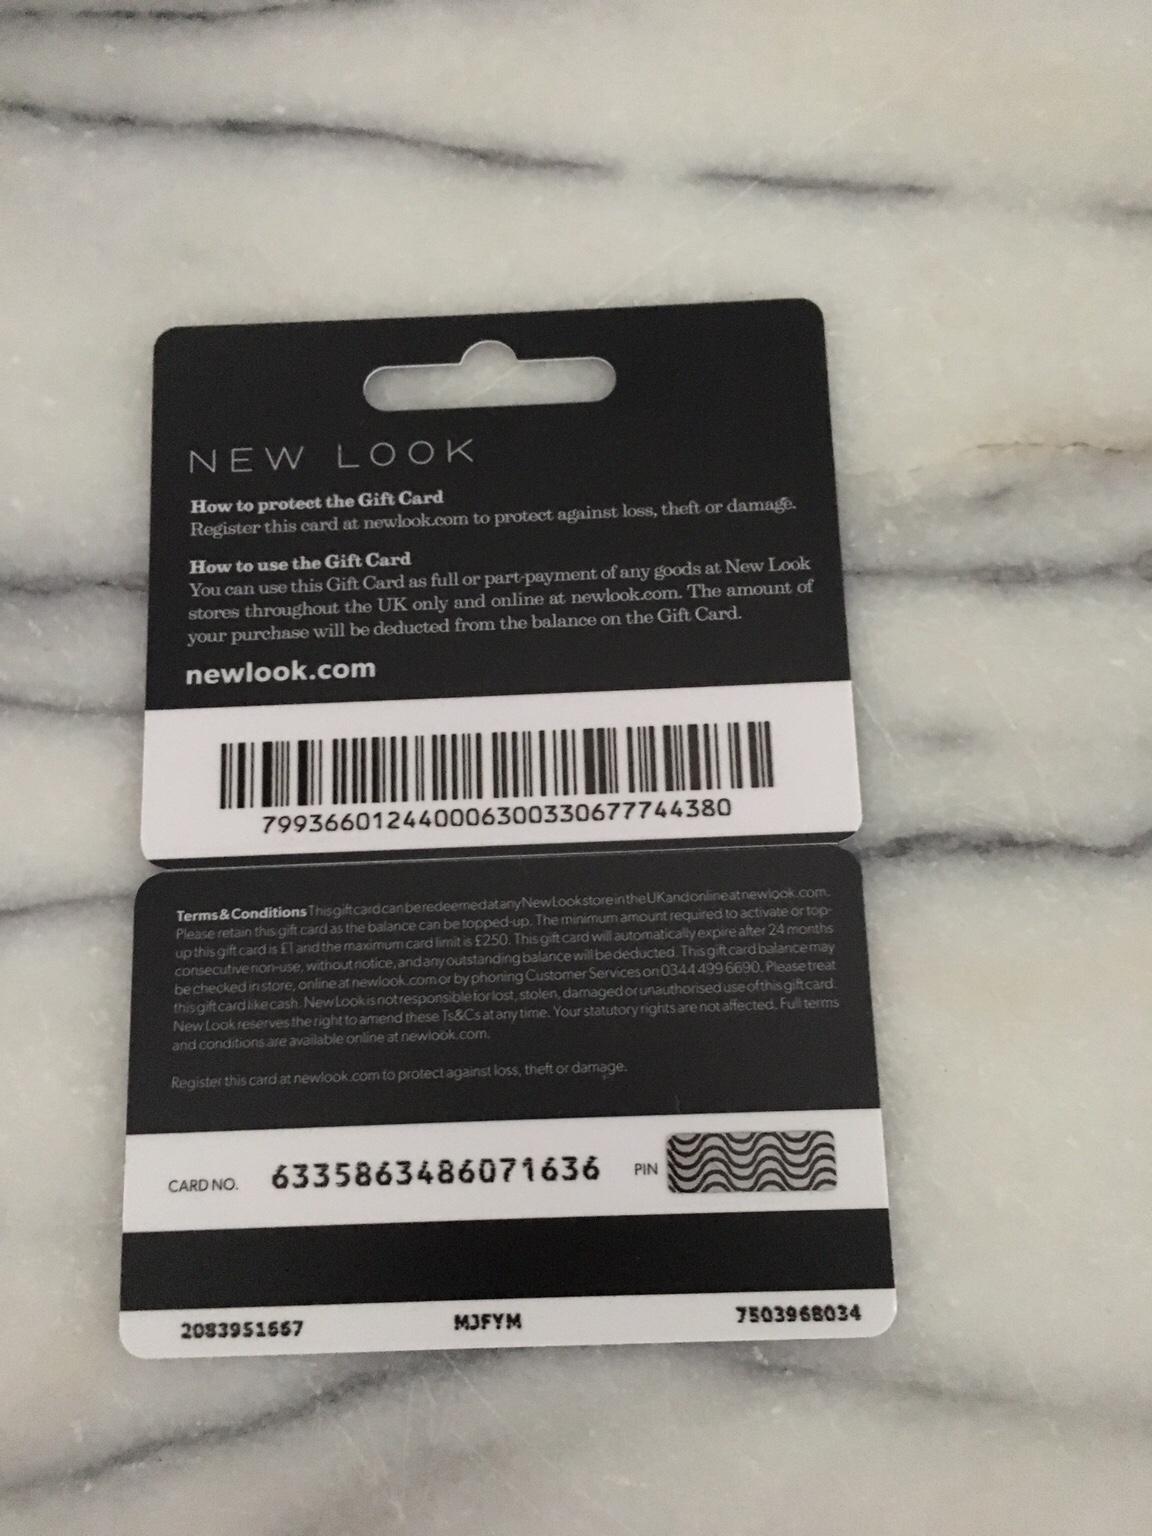 NEW LOOK
How to protect the Gift Card
Register this card at newlook.com to protect against loss, theft or damage.
How to use the Gift Card
You can use this Gift Card as full or part-payment of any goods at New Look
stores throughout the UK only and online at newlook.com. The amount of
your purchase will be deducted from the balance on the Gift Card.
newlook.com
799366012440006300330677744380
Terms & Conditions This gift card can be redeemed at any New Look store in the UK and online at newlook.com.
Please retain this gift card as the balance can be topped-up. The minimum amount required to activate or top-
up this gift card is £1 and the maximum card limit is £250. This gift card will automatically expire after 24 months
consecutive non-use, without notice, and any outstanding balance will be deducted. This gift card balance may
be checked in store, online at newlook.com or by phoning Customer Services on 0344 499 6690. Please treat
this gift card like cash. New Look is not responsible for lost, stolen, damaged or unauthorised use of this gift card.
New Look reserves the right to amend these Ts&Cs at any time. Your statutory rights are not affected. Full terms
and conditions are available online at newlook.com.
Register this card at newlook.com to protect against loss, theft or damage.
CARD NO. 6335863486071636 PIN
2083951667 MJFYM 7503968034